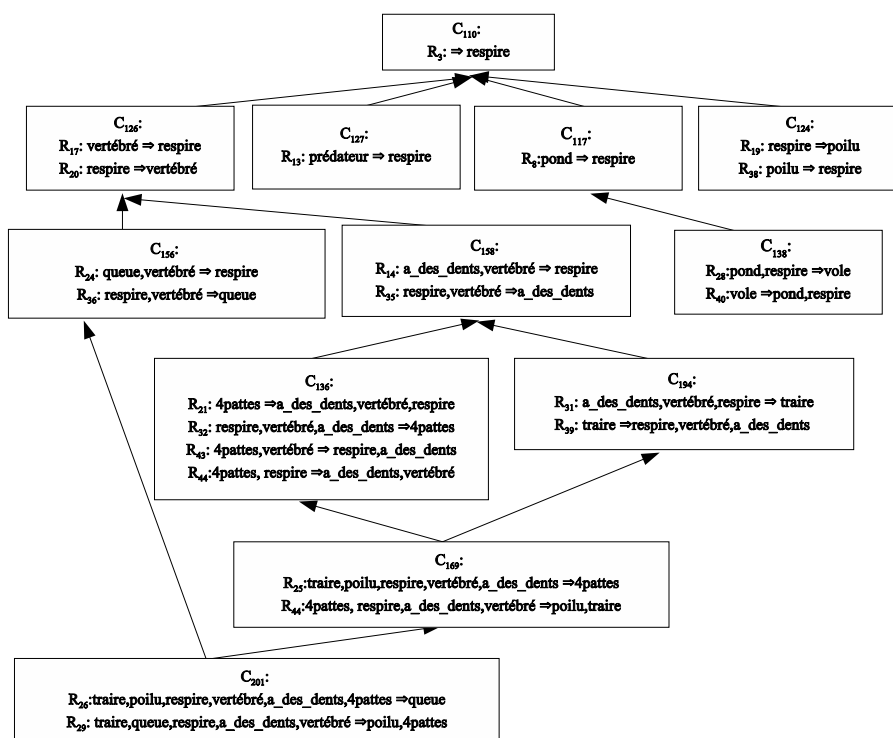 C₁₁₀:
R₃: ⇒ respire
C₁₂₆:
R₁₇: vertébré ⇒ respire
R₂₀: respire ⇒vertébré
C₁₂₇:
R₁₃: prédateur ⇒ respire
C₁₁₇:
R₈:pond ⇒ respire
C₁₂₄:
R₁₉: respire ⇒poilu
R₃₈: poilu ⇒ respire
C₁₅₆:
R₂₄: queue,vertébré ⇒ respire
R₃₆: respire,vertébré ⇒queue
C₁₅₈:
R₁₄: a_des_dents,vertébré ⇒ respire
R₃₅: respire,vertébré ⇒a_des_dents
C₁₃₈:
R₂₈:pond,respire ⇒vole
R₄₀:vole ⇒pond,respire
C₁₃₆:
R₂₁: 4pattes ⇒a_des_dents,vertébré,respire
R₃₂: respire,vertébré,a_des_dents ⇒4pattes
R₄₃: 4pattes,vertébré ⇒ respire,a_des_dents
R₄₄:4pattes, respire ⇒a_des_dents,vertébré
C₁₉₄:
R₃₁: a_des_dents,vertébré,respire ⇒ traire
R₃₉: traire ⇒respire,vertébré,a_des_dents
C₁₆₉:
R₂₅:traire,poilu,respire,vertébré,a_des_dents ⇒4pattes
R₄₄:4pattes, respire,a_des_dents,vertébré ⇒poilu,traire
C₂₀₁:
R₂₆:traire,poilu,respire,vertébré,a_des_dents,4pattes ⇒queue
R₂₉: traire,queue,respire,a_des_dents,vertébré ⇒poilu,4pattes